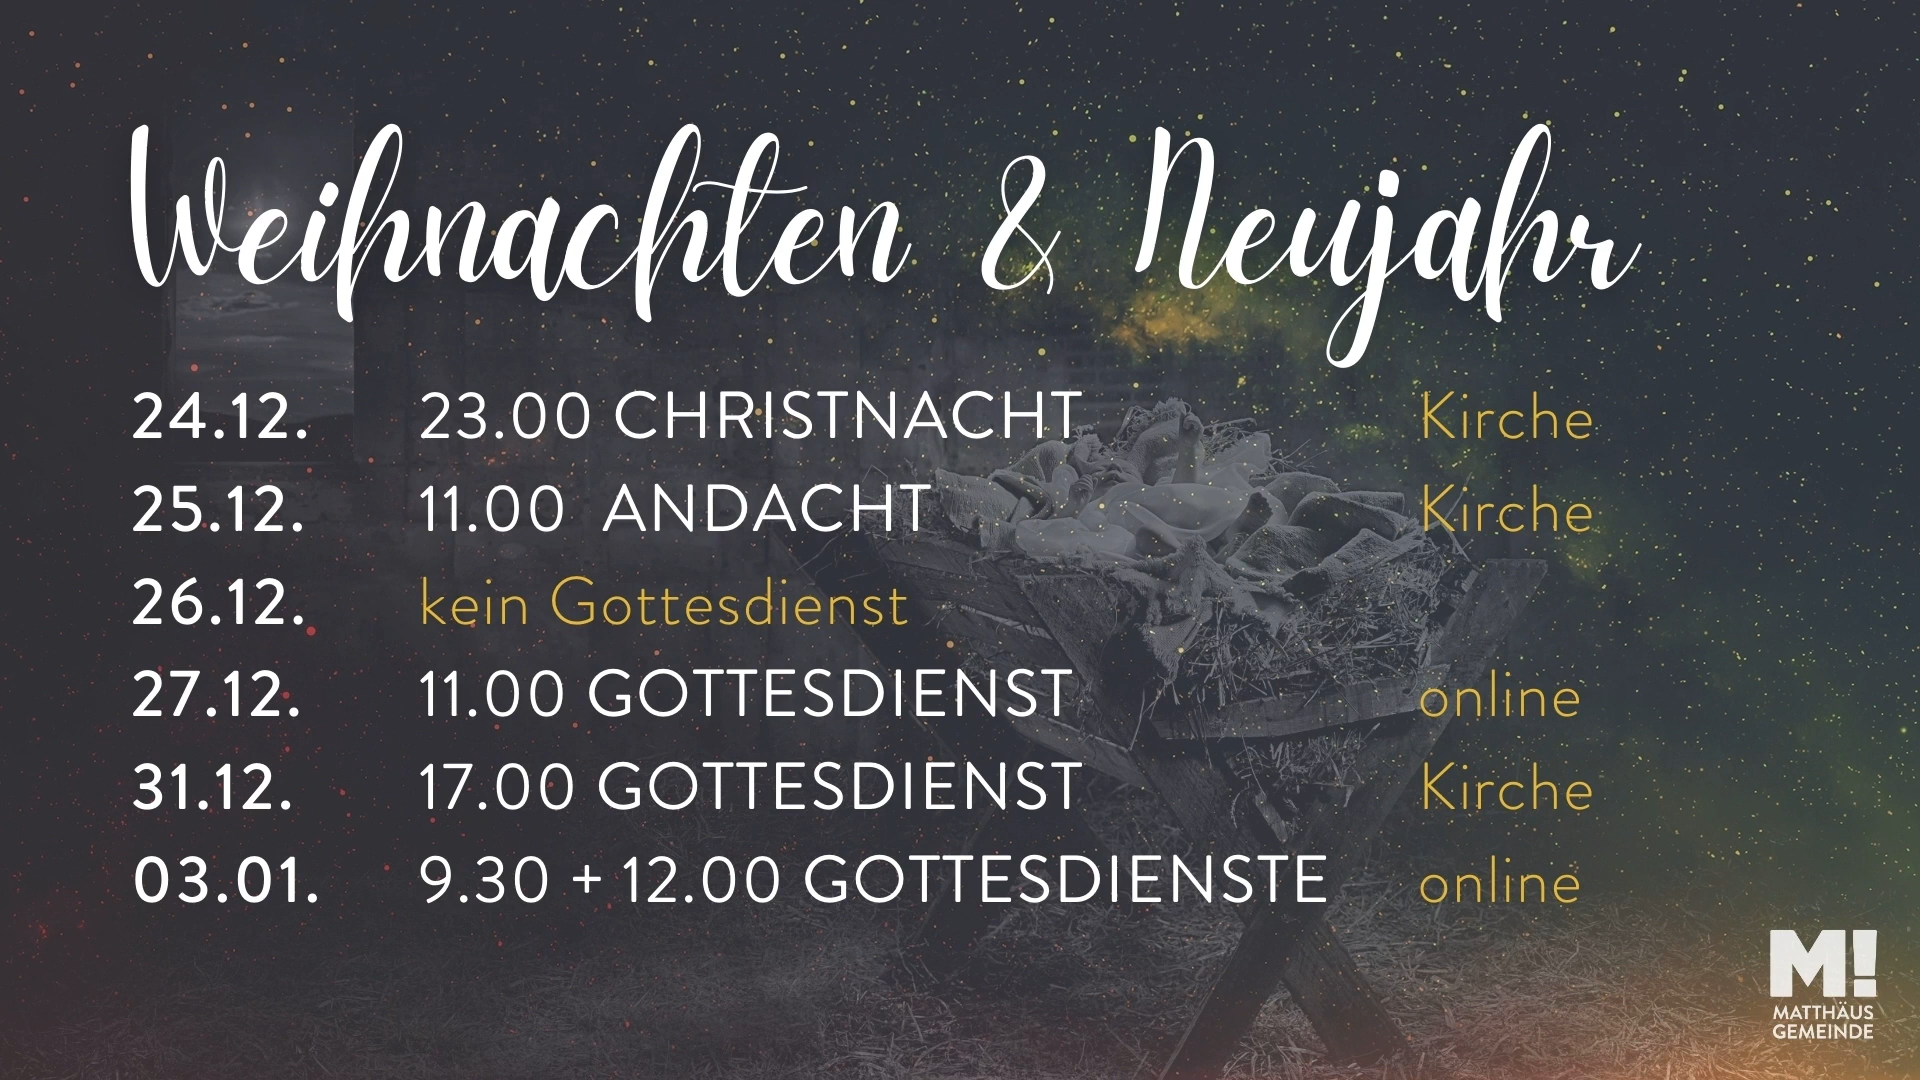 Weihnachten & Neujahr
24.12. 23.00 CHRISTNACHT Kirche
25.12. 11.00 ANDACHT Kirche
26.12. kein Gottesdienst
27.12. 11.00 GOTTESDIENST online
31.12. 17.00 GOTTESDIENST Kirche
03.01. 9.30 + 12.00 GOTTESDIENSTE online
M!
MATTHÄUS
GEMEINDE